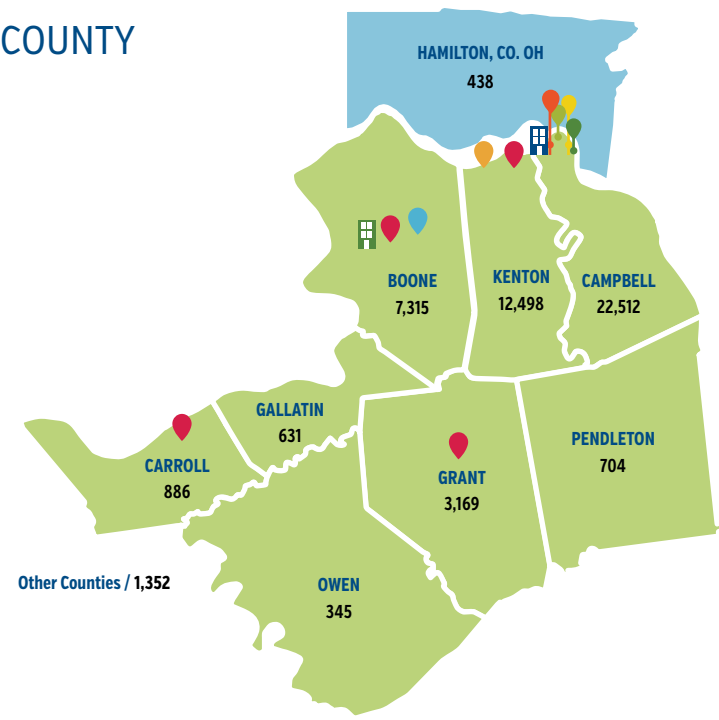 COUNTY
HAMILTON, CO. OH
438
BOONE
7,315
KENTON
12,498
CAMPBELL
22,512
GALLATIN
631
CARROLL
886
GRANT
3,169
PENDLETON
704
Other Counties / 1,352
OWEN
345